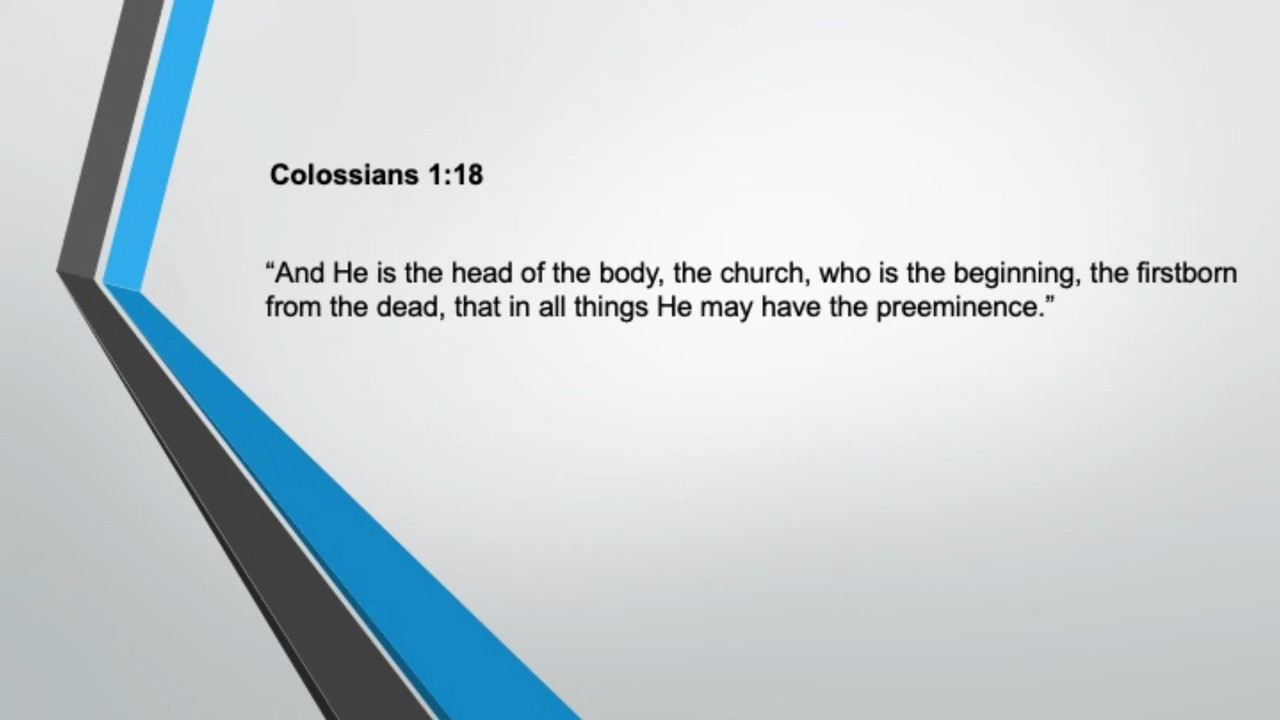 Colossians 1:18
“And He is the head of the body, the church, who is the beginning, the firstborn
from the dead, that in all things He may have the preeminence.”